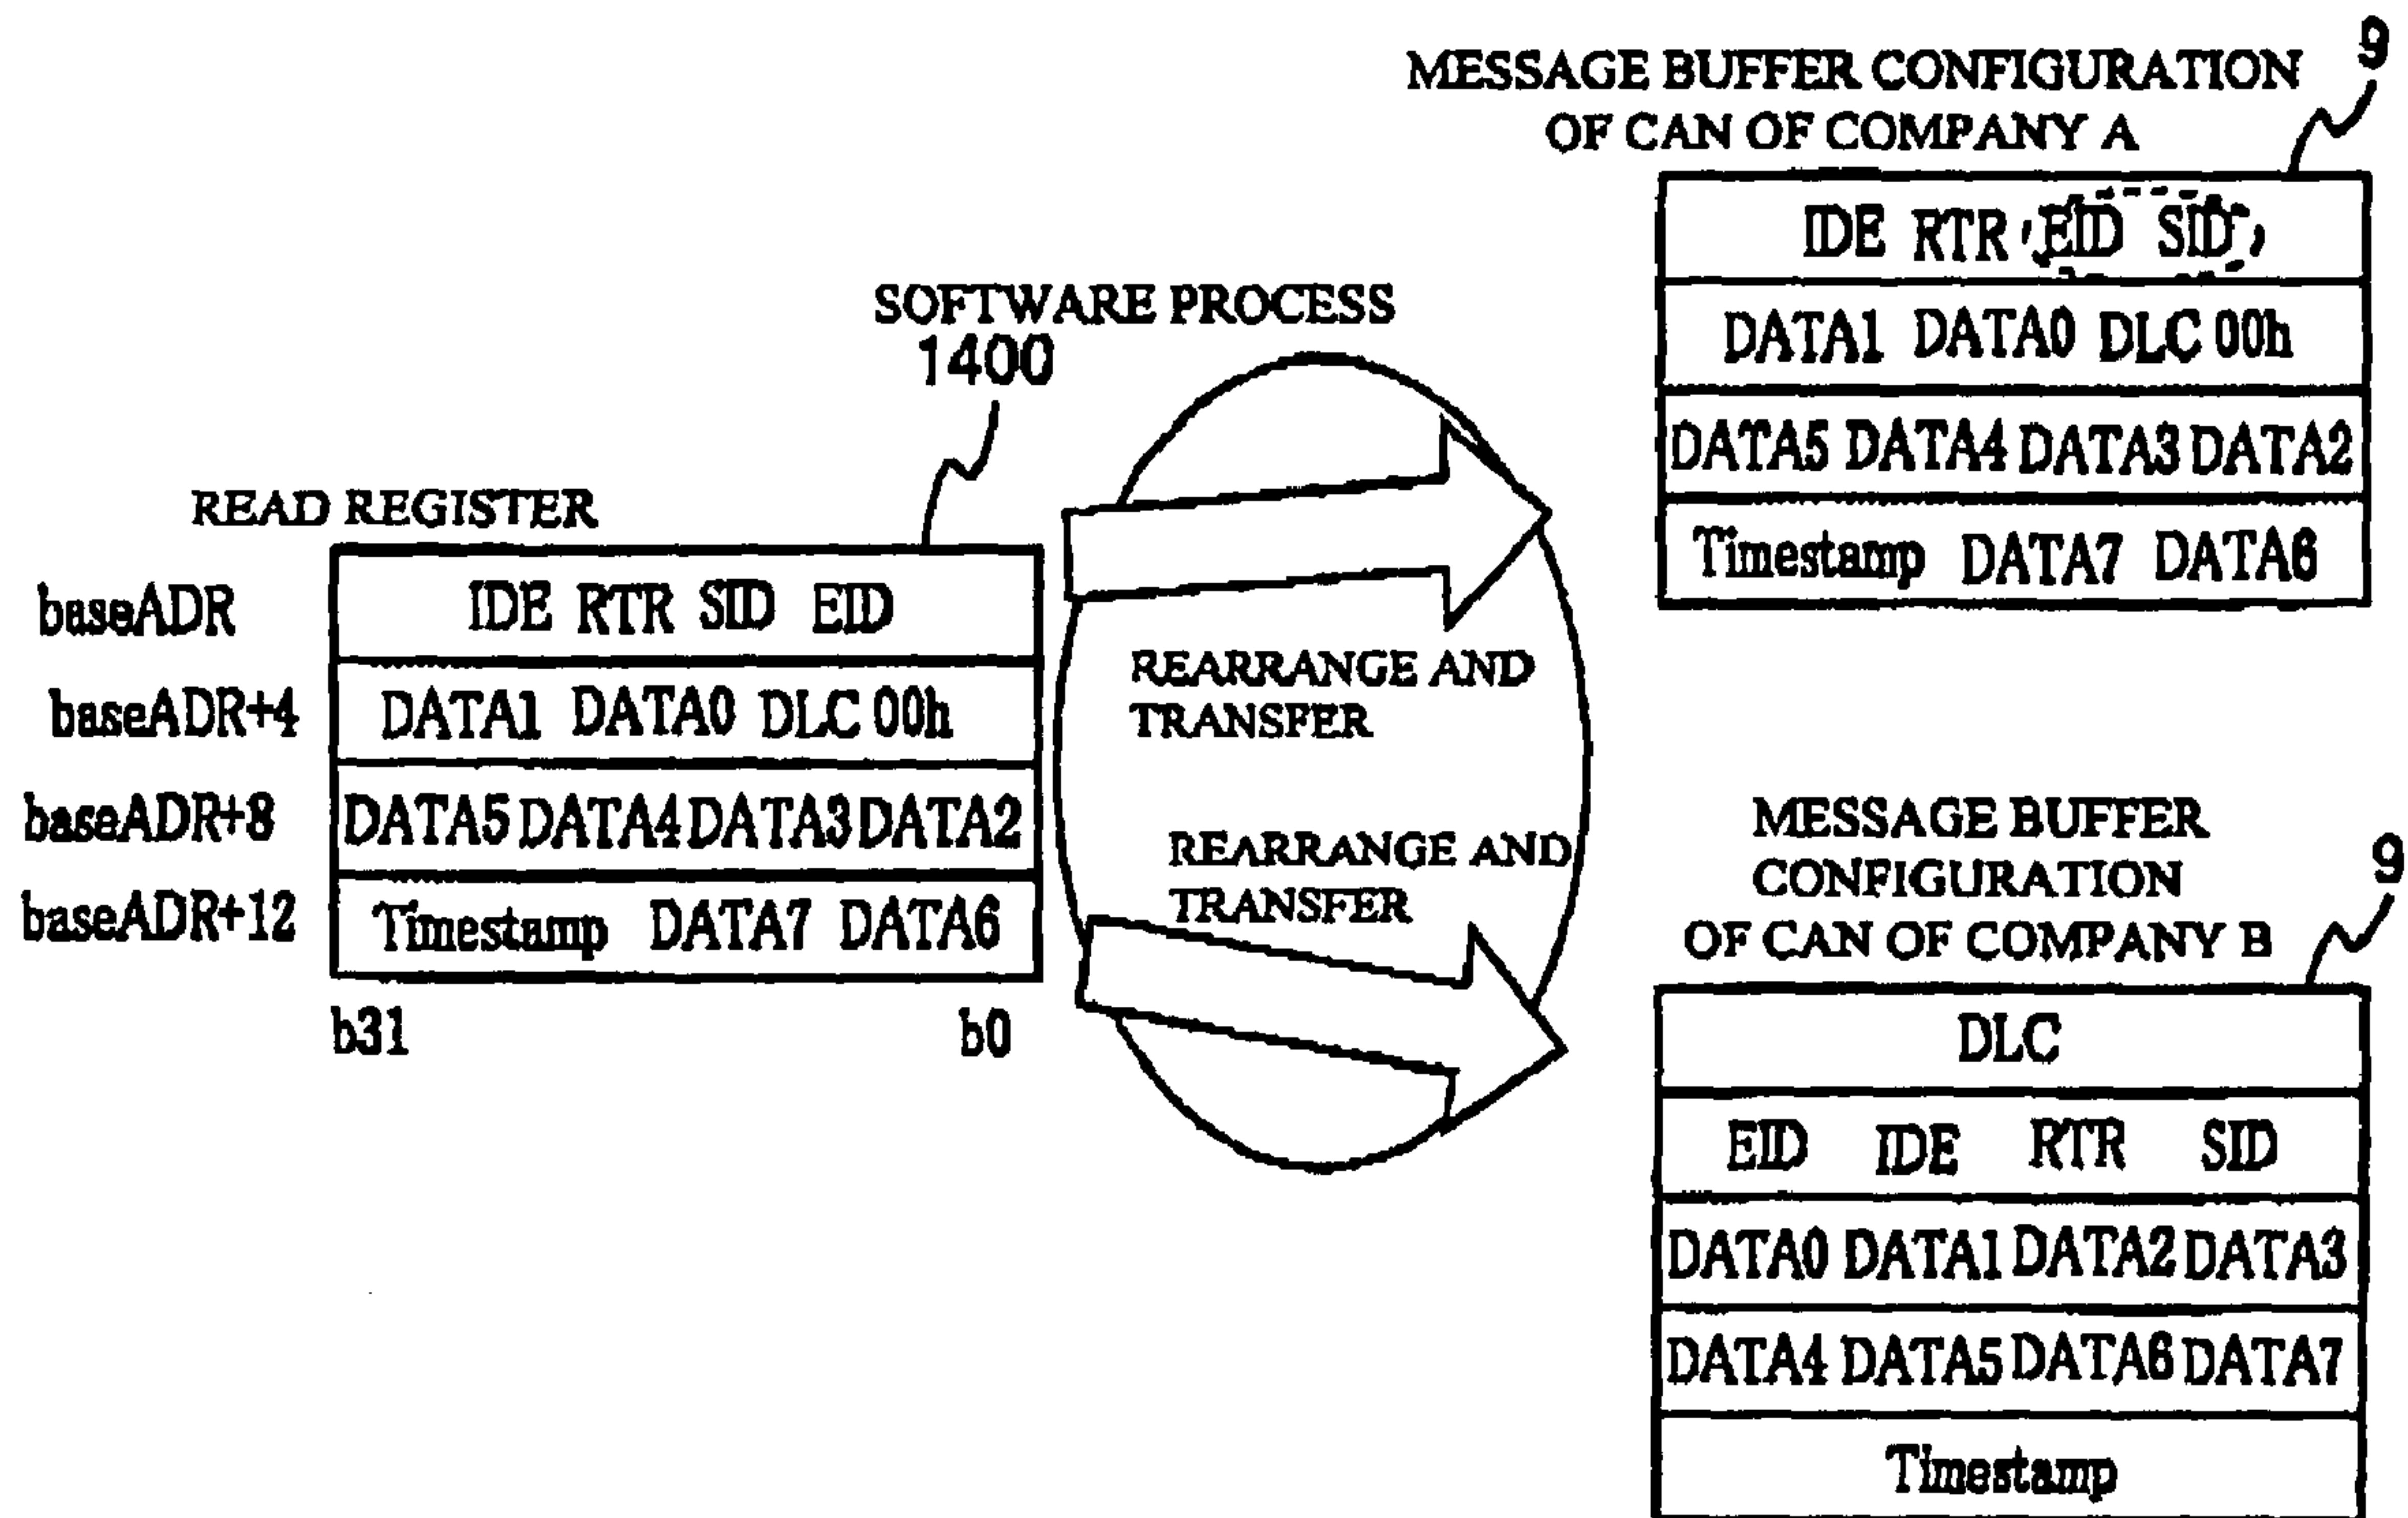 9
MESSAGE BUFFER CONFIGURATION
OF CAN OF COMPANY A
IDE RTR EID SID
DATA1 DATA0 DLC 00h
DATA5 DATA4 DATA3 DATA2
Timestamp DATA7 DATA6
SOFTWARE PROCESS
1400
READ REGISTER
baseADR IDE RTR SID EID
baseADR+4 DATA1 DATA0 DLC 00h
baseADR+8 DATA5 DATA4 DATA3 DATA2
baseADR+12 Timestamp DATA7 DATA6
b31 b0
REARRANGE AND
TRANSFER
REARRANGE AND
TRANSFER
MESSAGE BUFFER
CONFIGURATION
OF CAN OF COMPANY B
9
DLC
EID IDE RTR SID
DATA0 DATA1 DATA2 DATA3
DATA4 DATA5 DATA6 DATA7
Timestamp